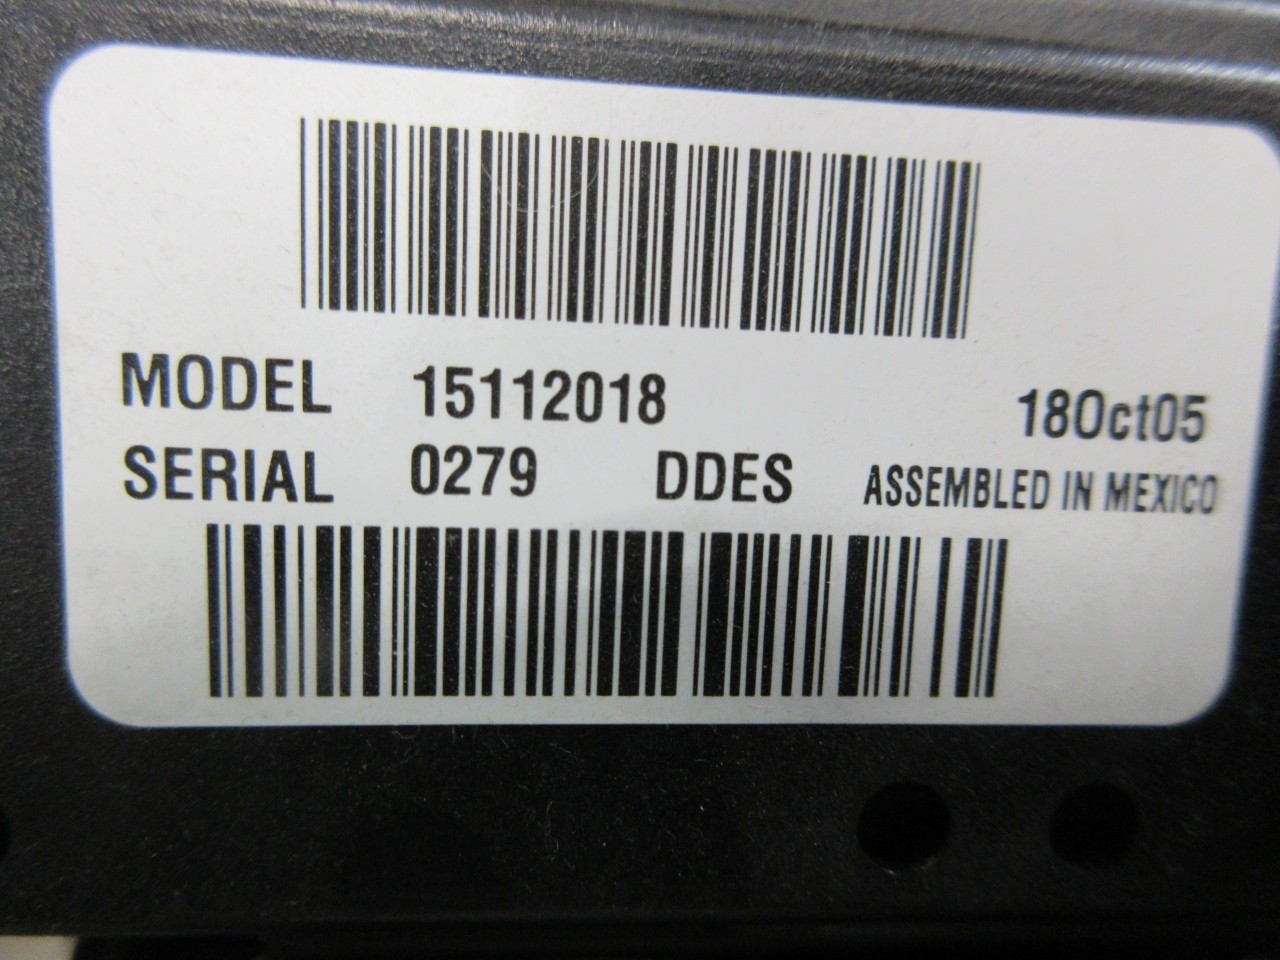 MODEL 15112018 18Oct05
SERIAL 0279 DDES ASSEMBLED IN MEXICO